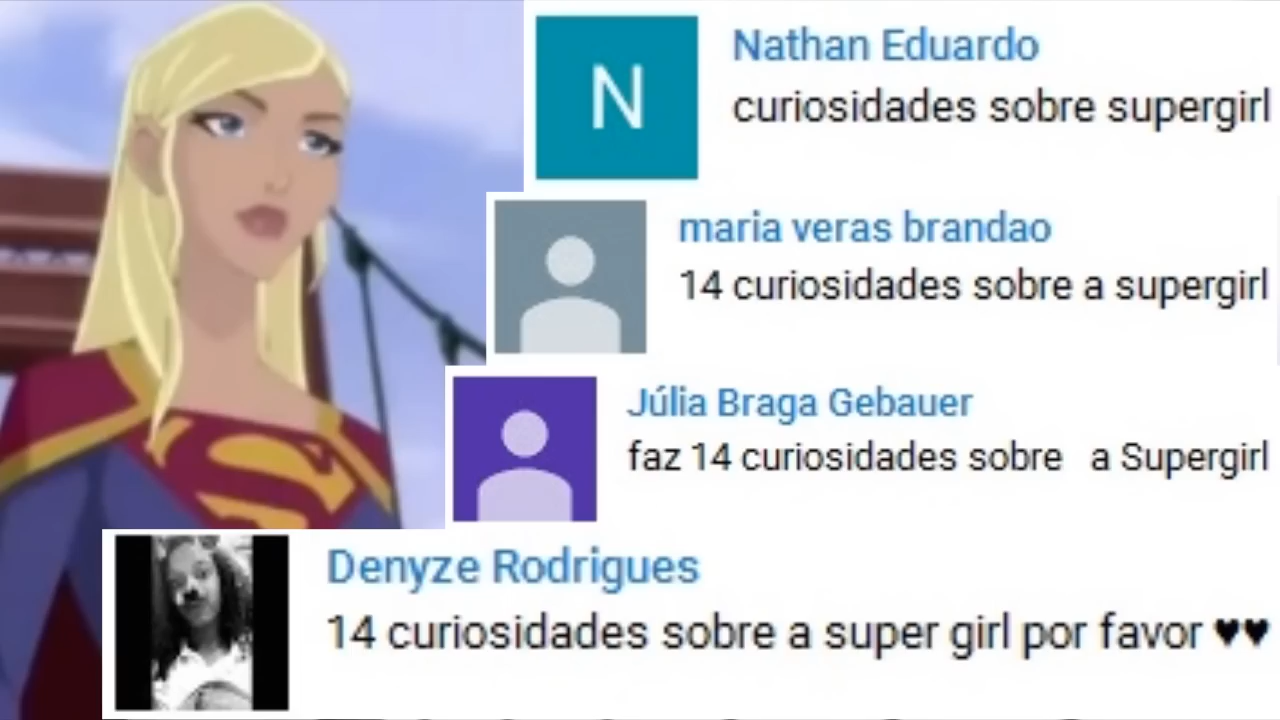 N
Nathan Eduardo
curiosidades sobre supergirl
maria veras brandao
14 curiosidades sobre a supergirl
Júlia Braga Gebauer
faz 14 curiosidades sobre   a Supergirl
Denyze Rodrigues
14 curiosidades sobre a super girl por favor ♥♥